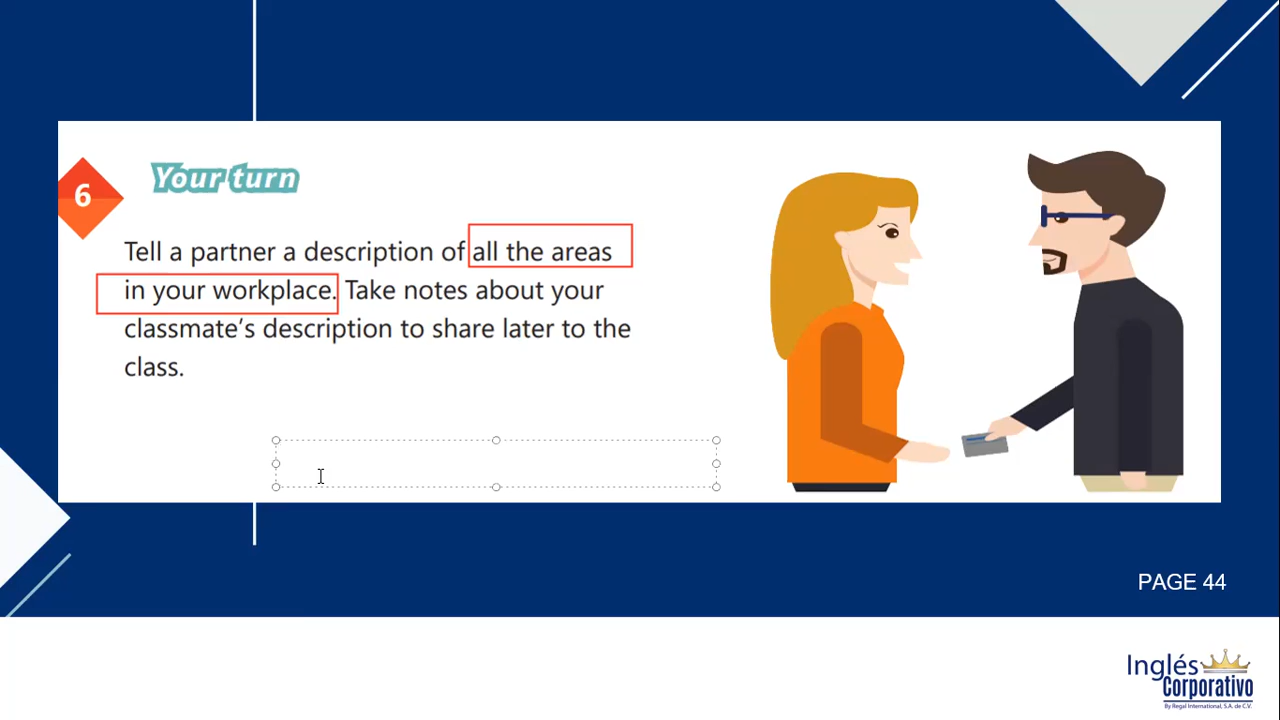 6
Your turn
Tell a partner a description of all the areas
in your workplace. Take notes about your
classmate's description to share later to the
class.
PAGE 44
Inglés
Corporativo
By Regal International, S.A. de C.V.